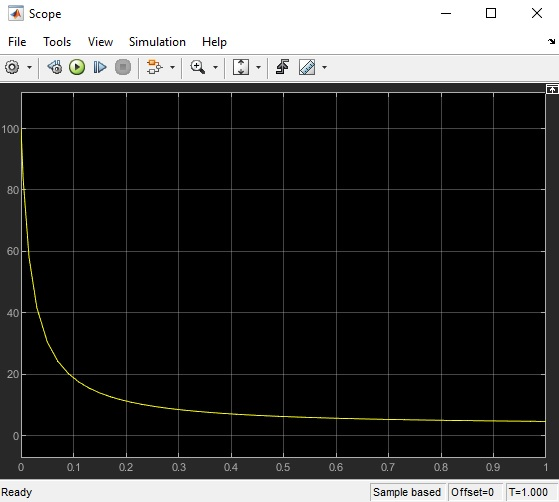 Scope
File Tools View Simulation Help
100
80
60
40
20
0
0 0.1 0.2 0.3 0.4 0.5 0.6 0.7 0.8 0.9 1
Ready Sample based Offset=0 T=1.000